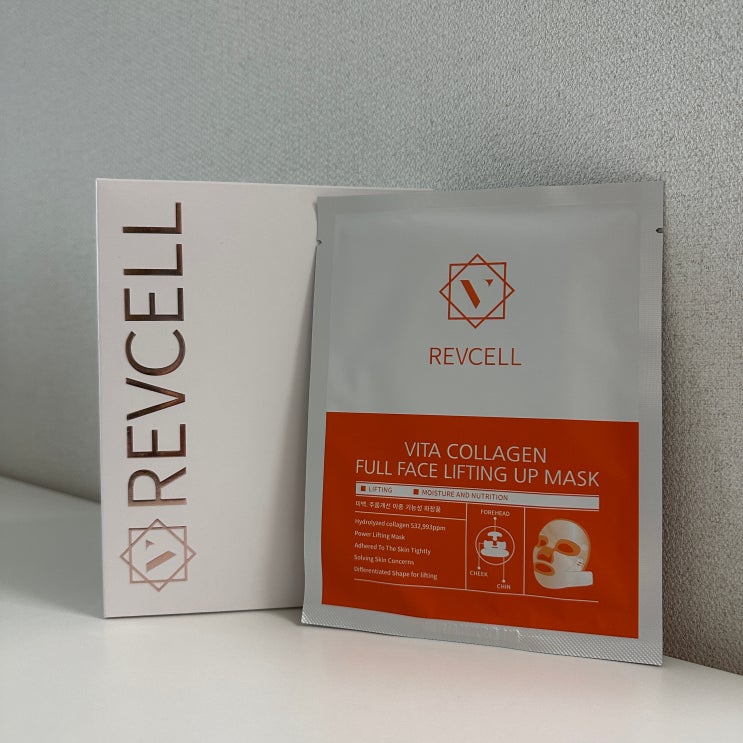 REVCELL
V
REVCELL
VITA COLLAGEN
FULL FACE LIFTING UP MASK
LIFTING MOISTURE AND NUTRITION
미백, 주름개선 이중 기능성 화장품
Hydrolyzed collagen 532,993ppm
Power Lifting Mask
Adhered To The Skin Tightly
Solving Skin Concerns
Differentiated Shape for lifting
FOREHEAD
CHEEK
CHIN